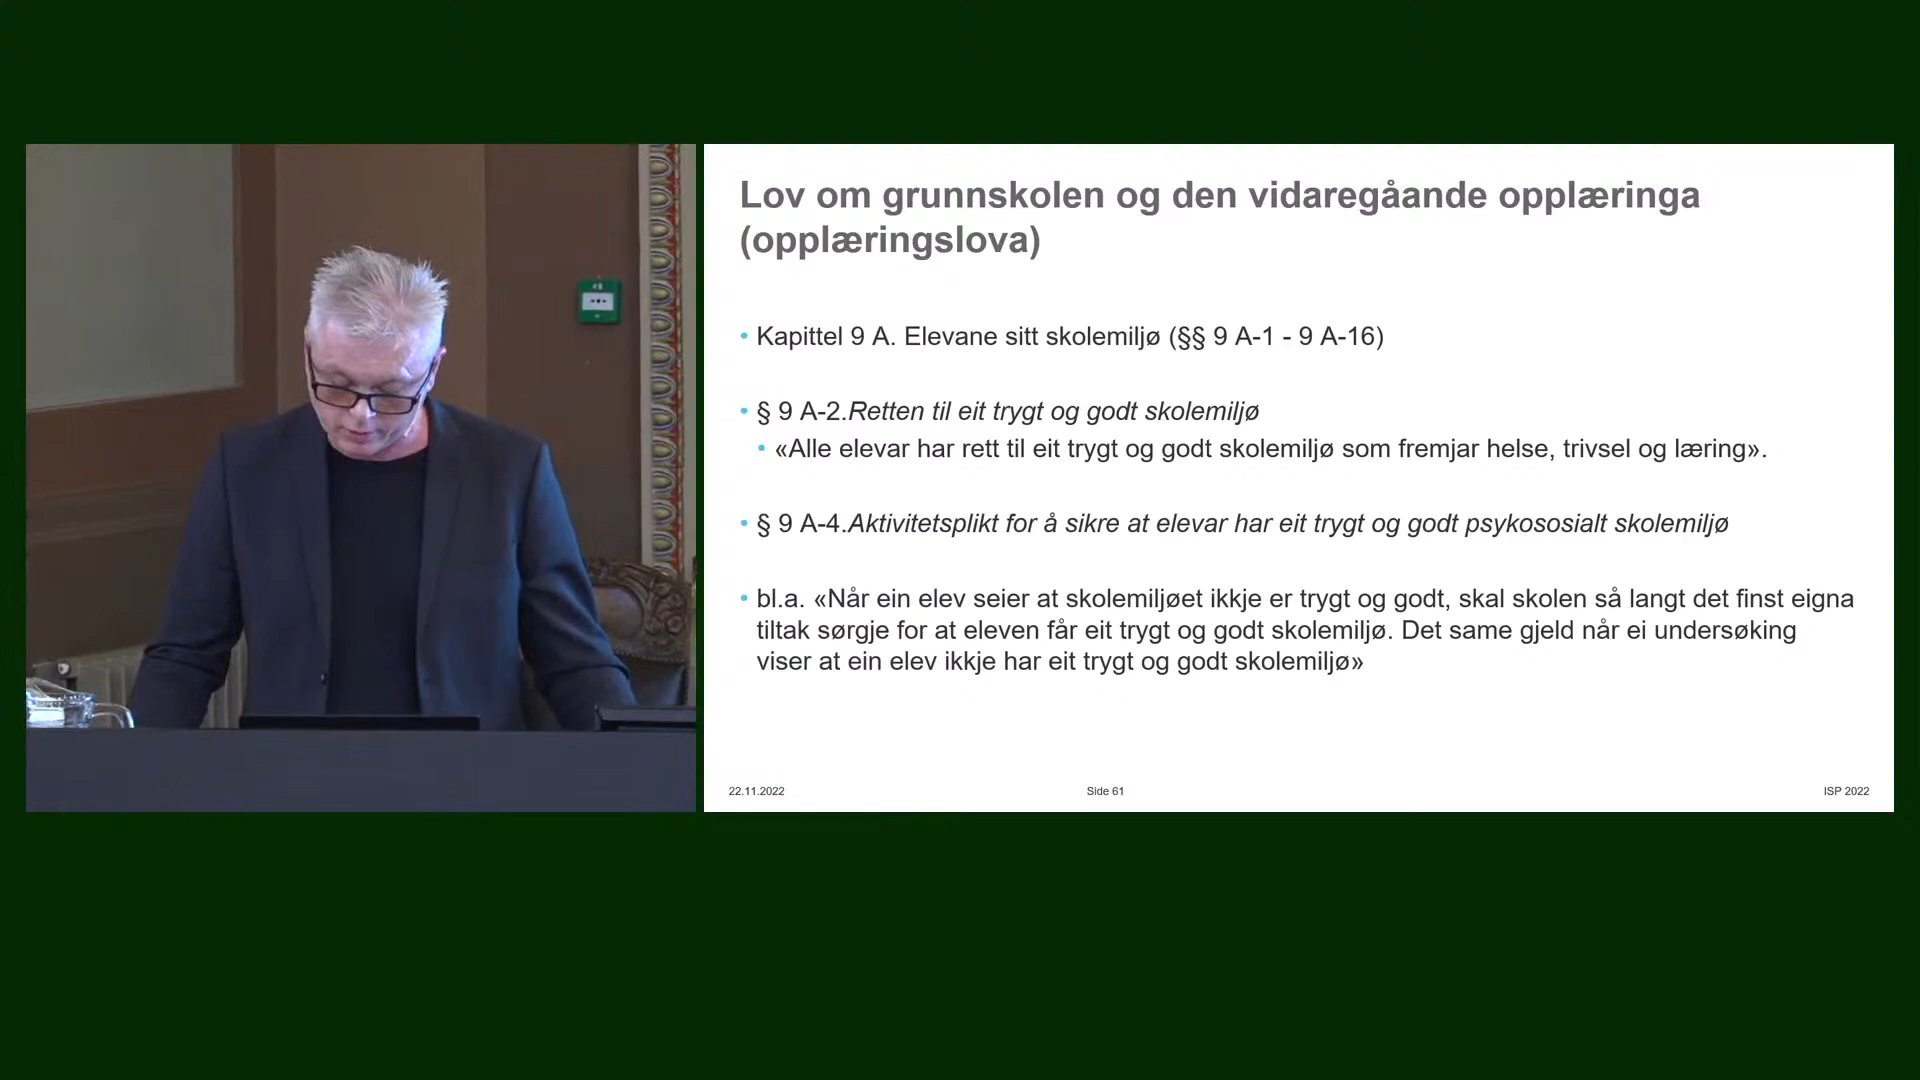 Lov om grunnskolen og den vidaregåande opplæringa
(opplæringslova)
• Kapittel 9 A. Elevane sitt skolemiljø (§§ 9 A-1 - 9 A-16)
• § 9 A-2.Retten til eit trygt og godt skolemiljø
• «Alle elevar har rett til eit trygt og godt skolemiljø som fremjar helse, trivsel og læring».
• § 9 A-4.Aktivitetsplikt for å sikre at elevar har eit trygt og godt psykososialt skolemiljø
• bl.a. «Når ein elev seier at skolemiljøet ikkje er trygt og godt, skal skolen så langt det finst eigna
tiltak sørgje for at eleven får eit trygt og godt skolemiljø. Det same gjeld når ei undersøking
viser at ein elev ikkje har eit trygt og godt skolemiljø»
22.11.2022
Side 61
ISP 2022